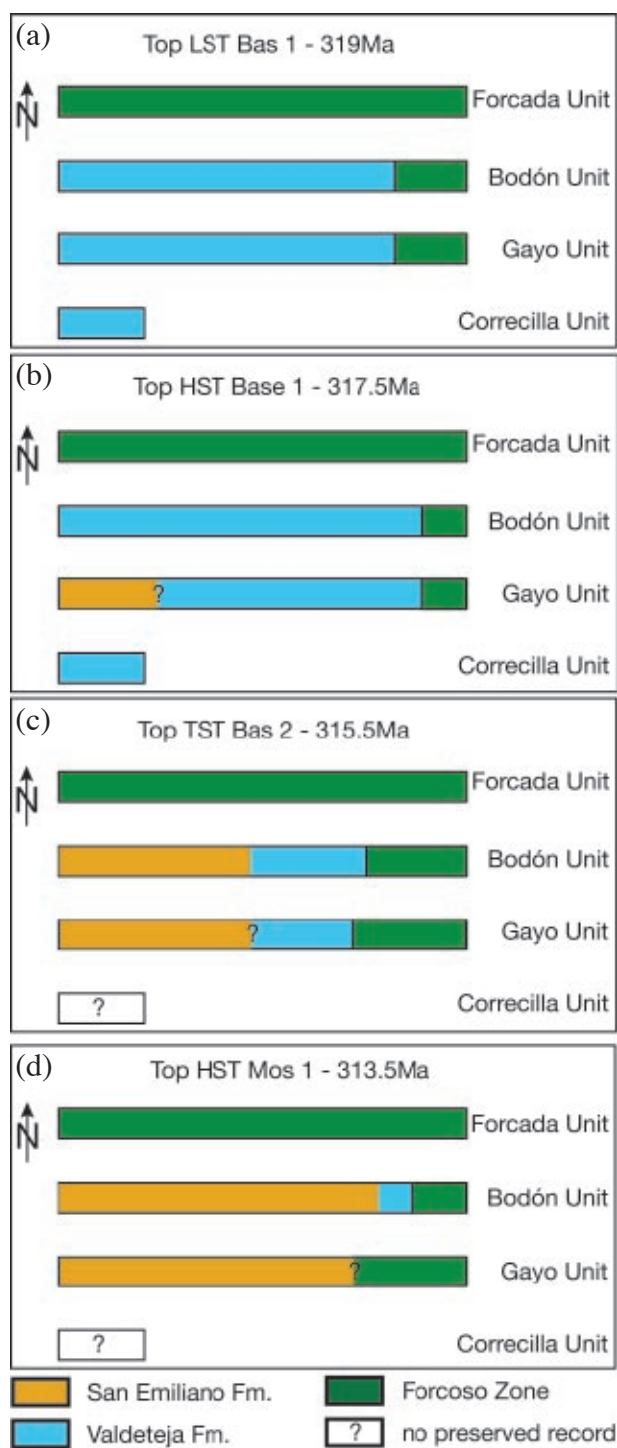 (a)
Top LST Bas 1 - 319Ma
N
Forcada Unit
Bodón Unit
Gayo Unit
Correcilla Unit
(b)
Top HST Base 1 - 317.5Ma
N
Forcada Unit
Bodón Unit
? Gayo Unit
Correcilla Unit
(c)
Top TST Bas 2 - 315.5Ma
N
Forcada Unit
Bodón Unit
? Gayo Unit
? Correcilla Unit
(d)
Top HST Mos 1 - 313.5Ma
N
Forcada Unit
Bodón Unit
? Gayo Unit
? Correcilla Unit
San Emiliano Fm. Forcoso Zone
Valdeteja Fm. ? no preserved record